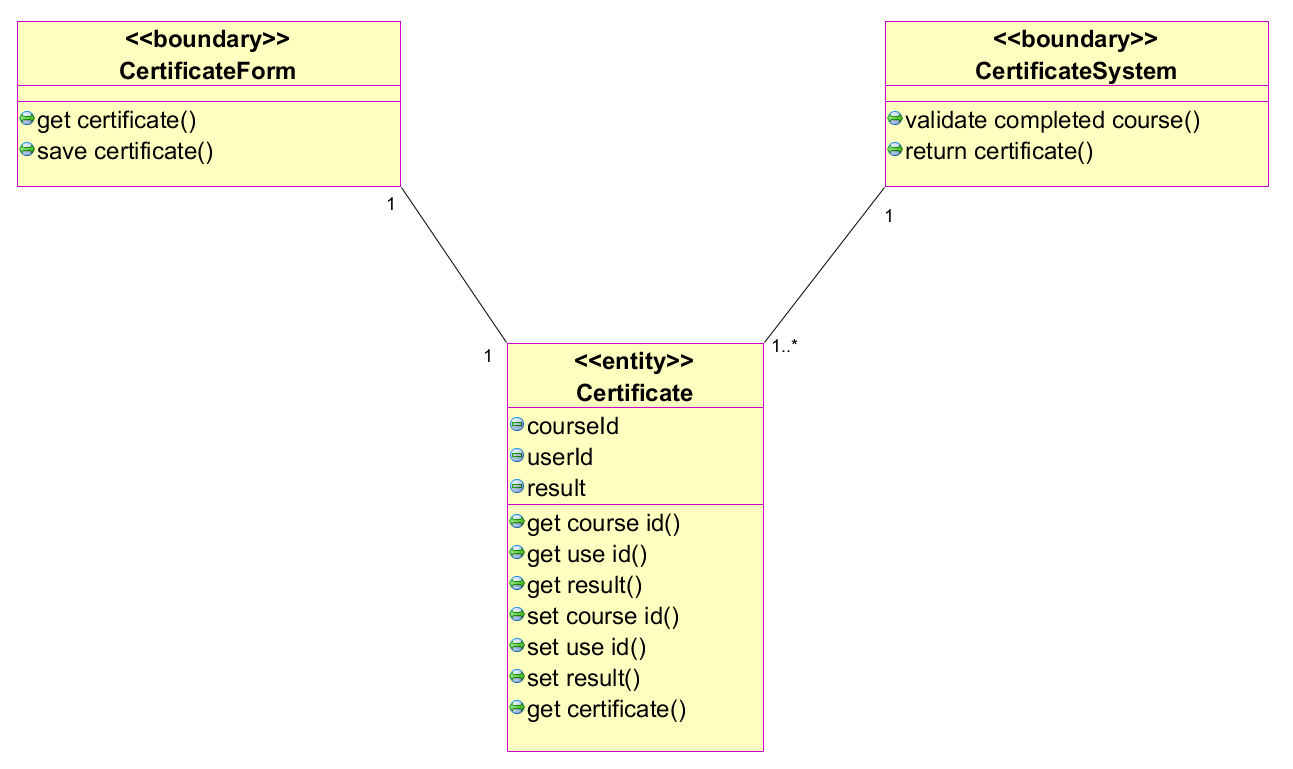 <<boundary>>
CertificateForm
get certificate()
save certificate()
<<boundary>>
CertificateSystem
validate completed course()
return certificate()
1
1
1
1..*
<<entity>>
Certificate
courseId
userId
result
get course id()
get use id()
get result()
set course id()
set use id()
set result()
get certificate()